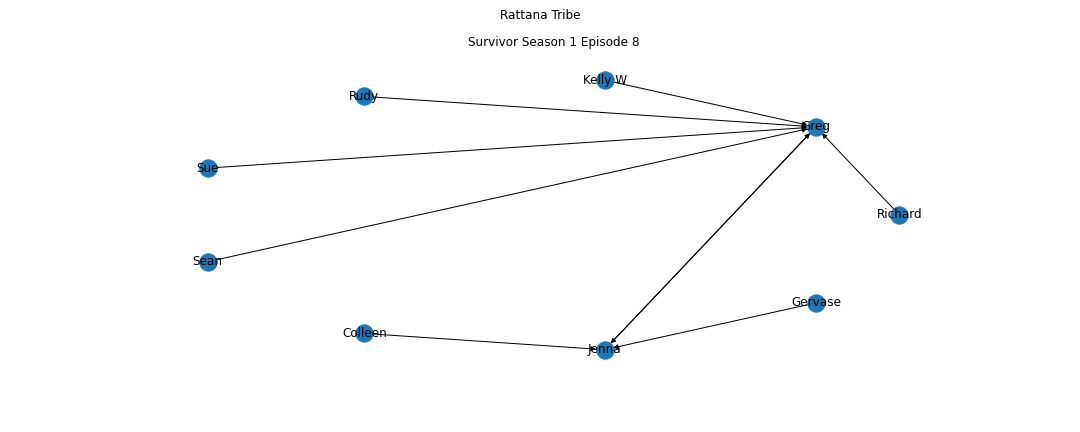 Rattana Tribe
Survivor Season 1 Episode 8
Kelly W
Rudy
Greg
Sue
Richard
Sean
Gervase
Colleen
Jenna